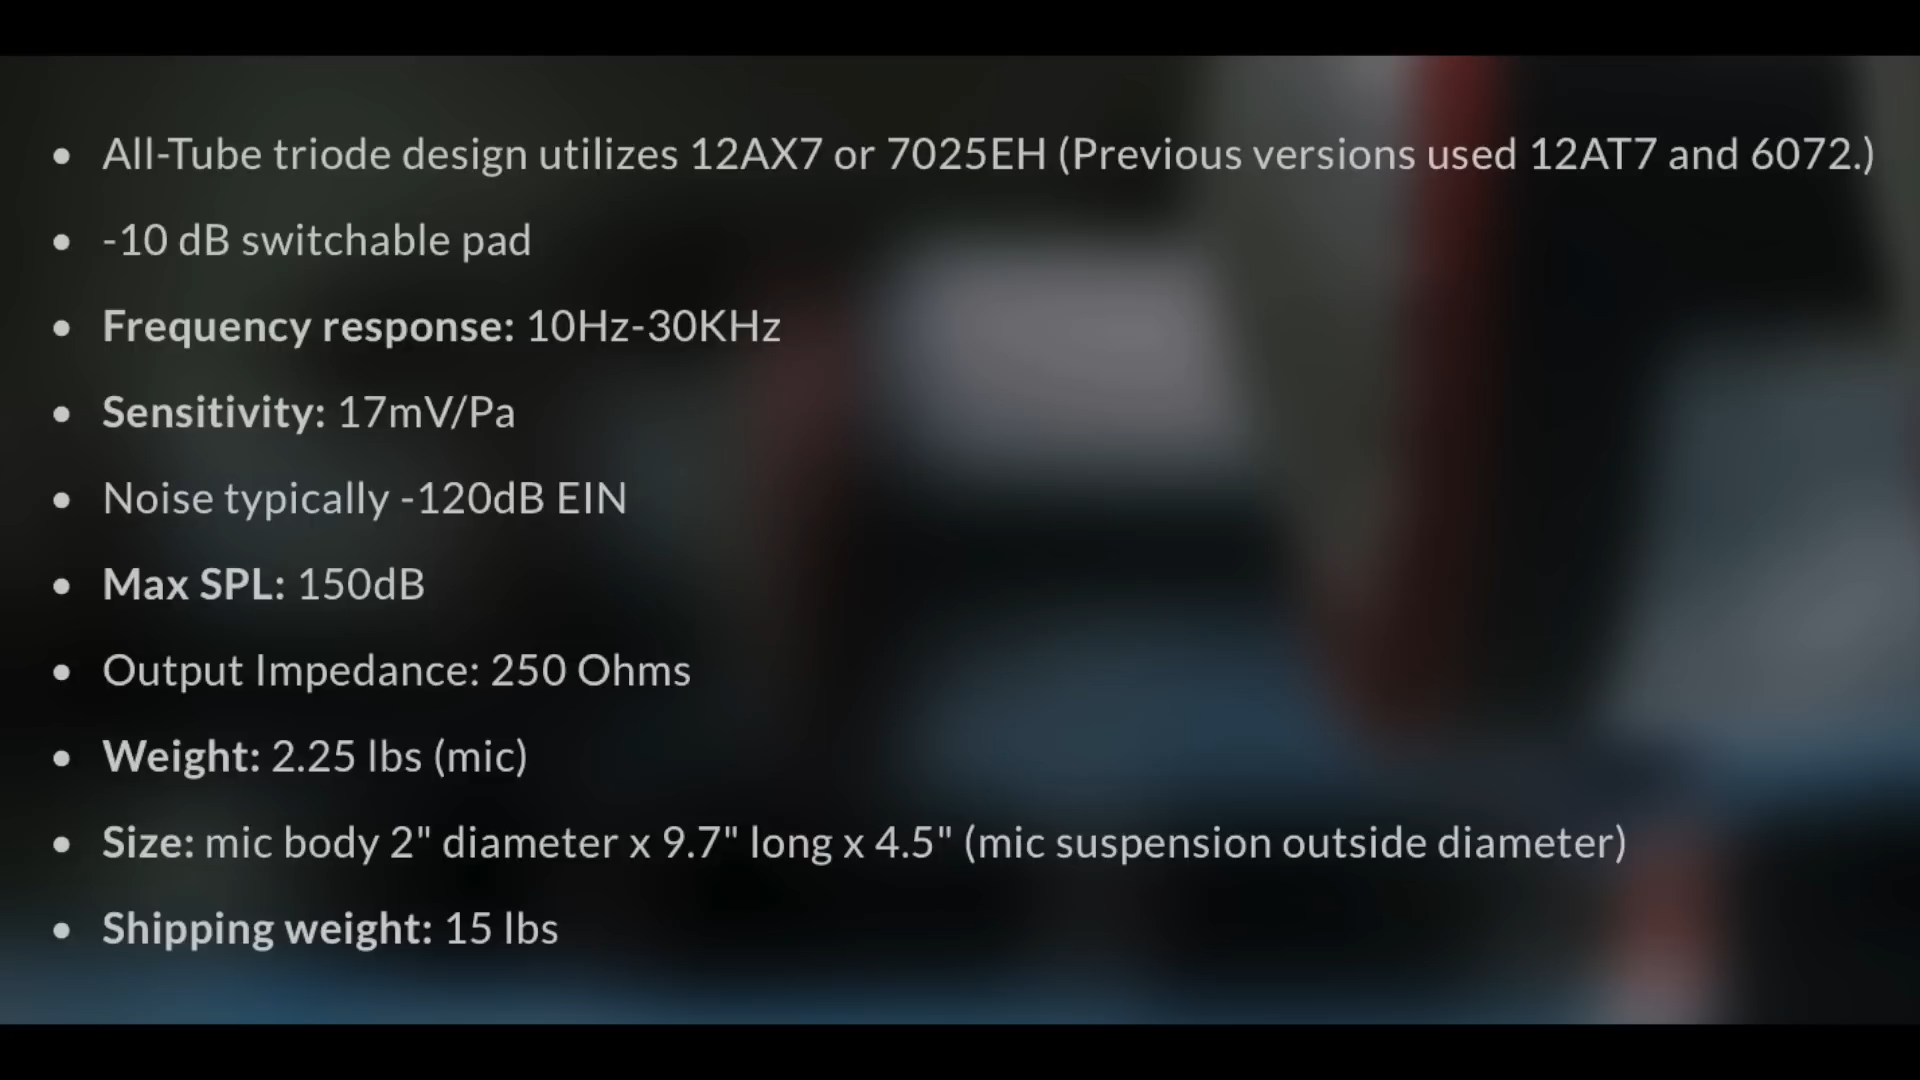 • All-Tube triode design utilizes 12AX7 or 7025EH (Previous versions used 12AT7 and 6072.)
• -10 dB switchable pad
• Frequency response: 10Hz-30KHz
• Sensitivity: 17mV/Pa
• Noise typically -120dB EIN
• Max SPL: 150dB
• Output Impedance: 250 Ohms
• Weight: 2.25 lbs (mic)
• Size: mic body 2" diameter x 9.7" long x 4.5" (mic suspension outside diameter)
• Shipping weight: 15 lbs